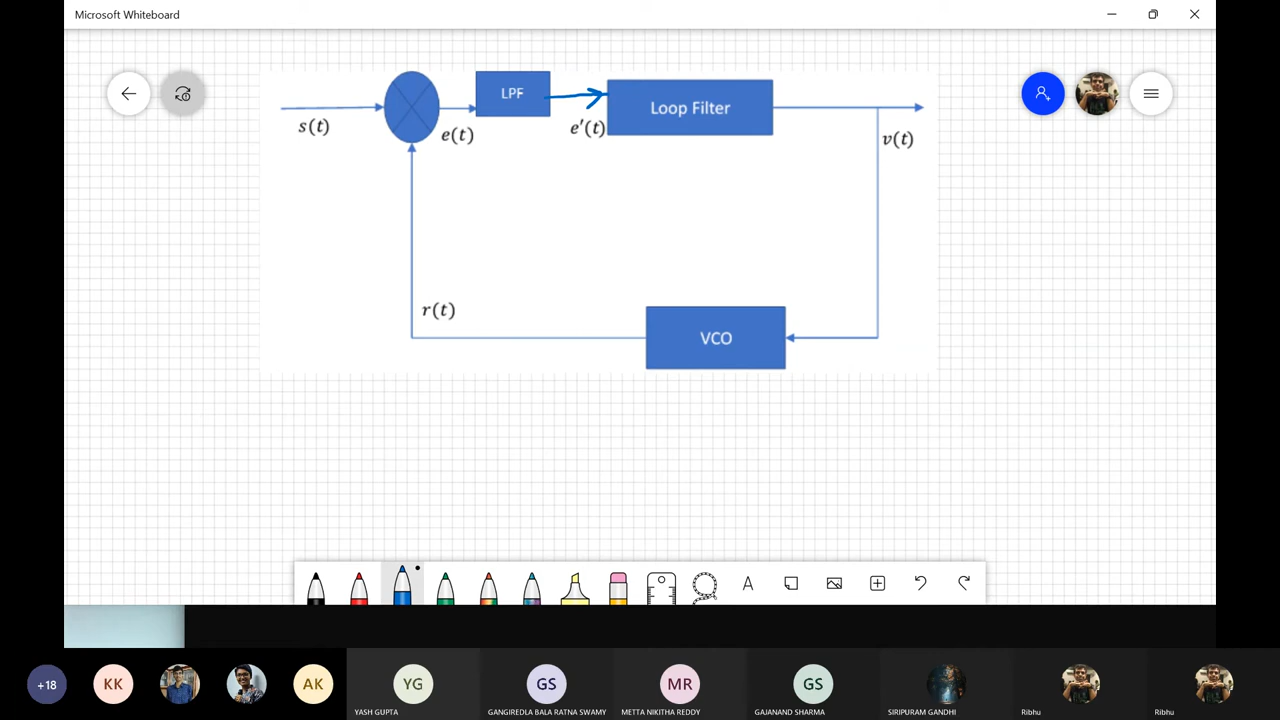 Microsoft Whiteboard
LPF
Loop Filter
s(t)
e(t)
e′(t)
v(t)
r(t)
VCO
A
+18
KK
AK
YG
GS
MR
GS
YASH GUPTA
GANGIREDLA BALA RATNA SWAMY
METTA NIKITHA REDDY
GAJANAND SHARMA
SIRIPURAM GANDHI
Ribhu
Ribhu